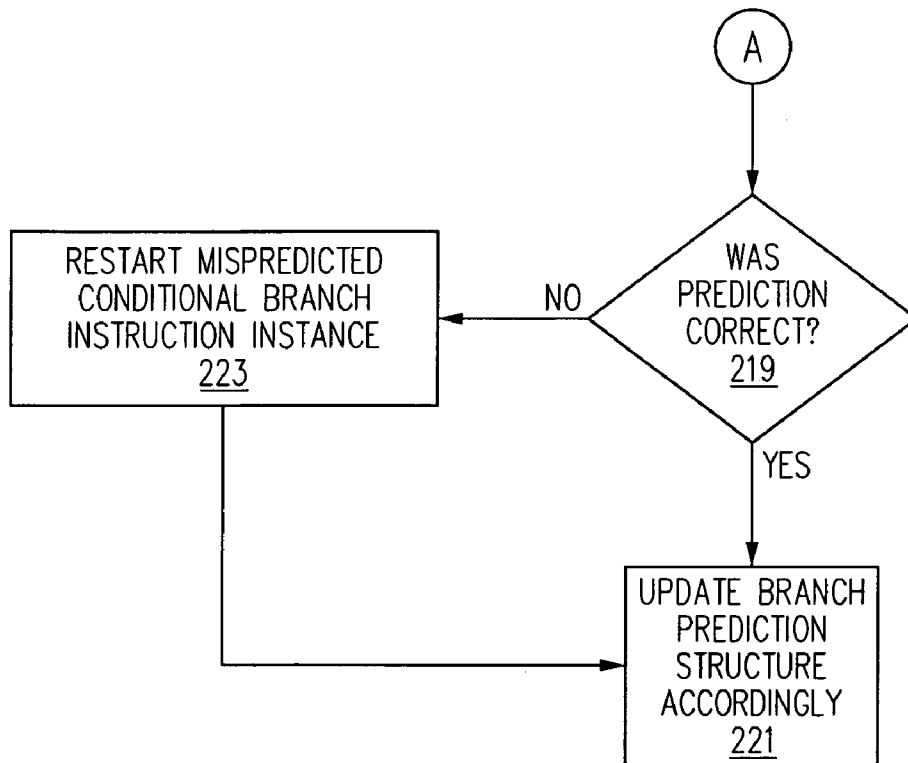 A
WAS
PREDICTION
CORRECT?
219
NO
YES
RESTART MISPREDICTED
CONDITIONAL BRANCH
INSTRUCTION INSTANCE
223
UPDATE BRANCH
PREDICTION
STRUCTURE
ACCORDINGLY
221